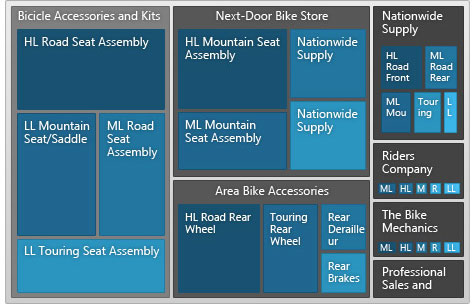 Bicicle Accessories and Kits
HL Road Seat Assembly
LL Mountain
Seat/Saddle
ML Road
Seat
Assembly
LL Touring Seat Assembly
Next-Door Bike Store
HL Mountain Seat
Assembly
ML Mountain
Seat Assembly
Nationwide
Supply
Nationwide
Supply
Area Bike Accessories
HL Road Rear
Wheel
Touring
Rear
Wheel
Rear
Deraille
ur
Rear
Brakes
Nationwide
Supply
HL
Road
Front
ML
Road
Rear
ML
Mou
Tour
ing
L
L
Riders
Company
ML HL M R LL
The Bike
Mechanics
ML HL M R LL
Professional
Sales and